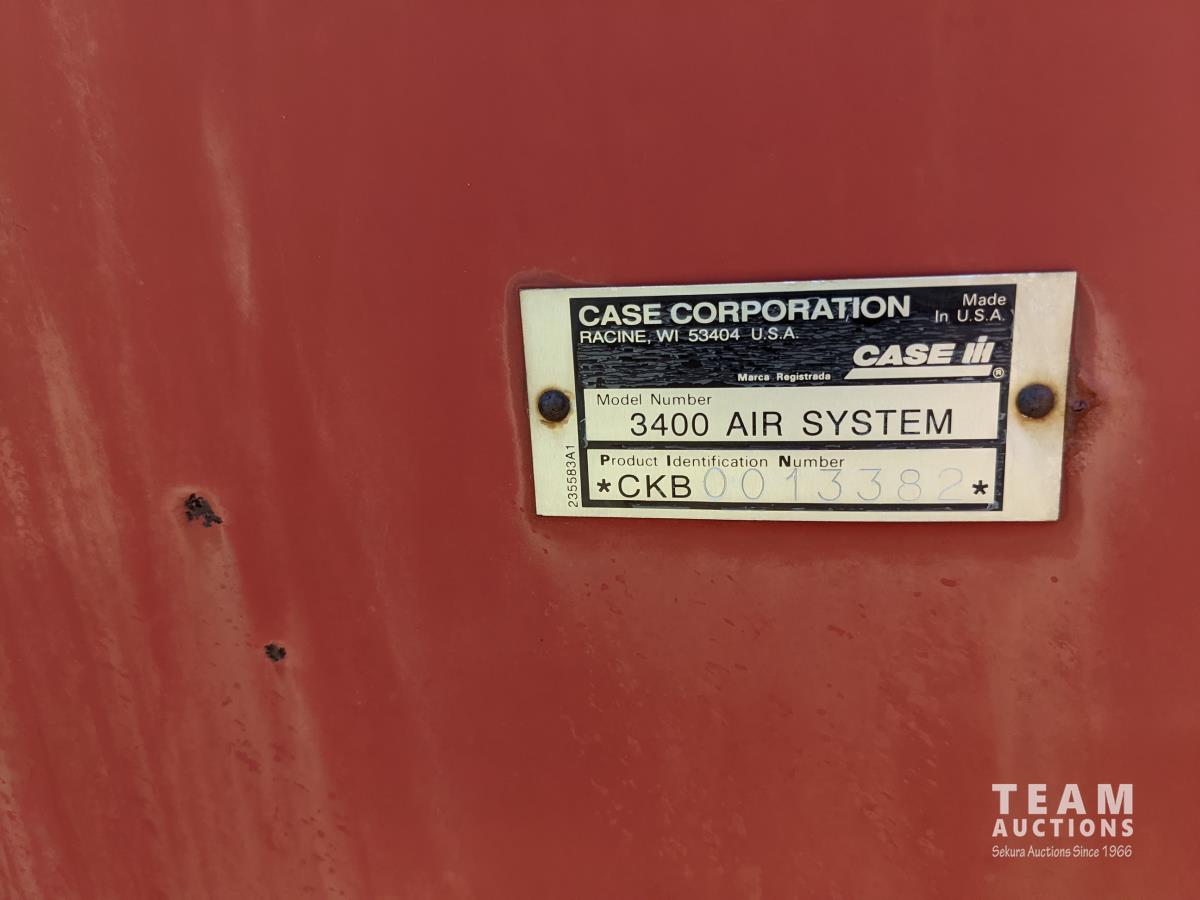 CASE CORPORATION
Made
In U.S.A.
RACINE, WI 53404 U.S.A.
CASE IH
®
Marca Registrada
Model Number
3400 AIR SYSTEM
Product Identification Number
*CKB0013382*
235583A1
TEAM
AUCTIONS
Sekura Auctions Since 1966